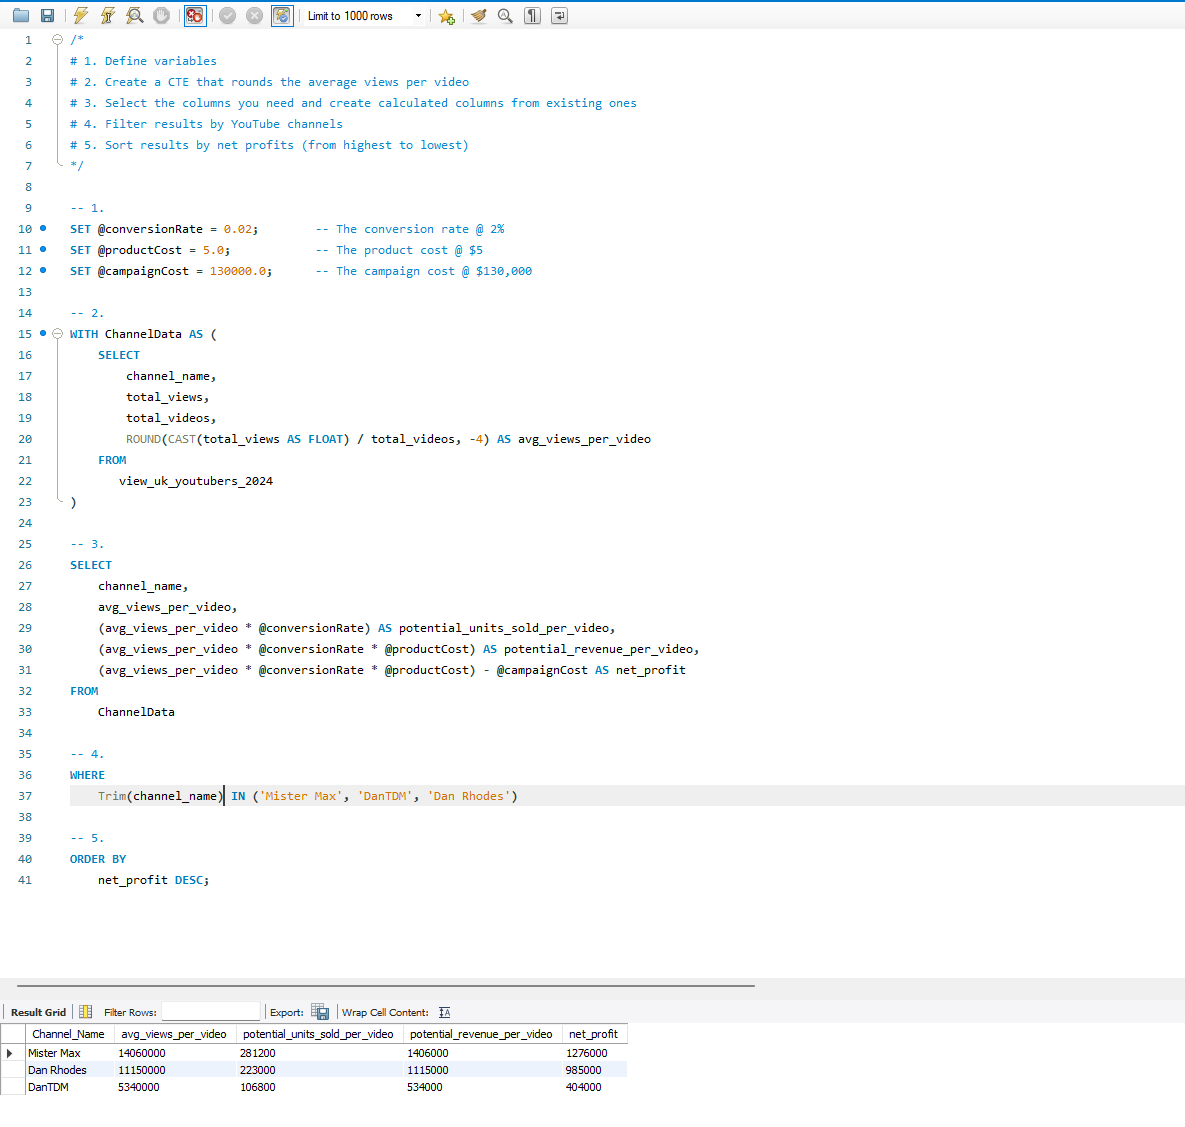 Limit to 1000 rows
1 /*
2 # 1. Define variables
3 # 2. Create a CTE that rounds the average views per video
4 # 3. Select the columns you need and create calculated columns from existing ones
5 # 4. Filter results by YouTube channels
6 # 5. Sort results by net profits (from highest to lowest)
7 */
8
9 -- 1.
10 SET @conversionRate = 0.02; -- The conversion rate @ 2%
11 SET @productCost = 5.0; -- The product cost @ $5
12 SET @campaignCost = 130000.0; -- The campaign cost @ $130,000
13
14 -- 2.
15 WITH ChannelData AS (
16 SELECT
17 channel_name,
18 total_views,
19 total_videos,
20 ROUND(CAST(total_views AS FLOAT) / total_videos, -4) AS avg_views_per_video
21 FROM
22 view_uk_youtubers_2024
23 )
24
25 -- 3.
26 SELECT
27 channel_name,
28 avg_views_per_video,
29 (avg_views_per_video * @conversionRate) AS potential_units_sold_per_video,
30 (avg_views_per_video * @conversionRate * @productCost) AS potential_revenue_per_video,
31 (avg_views_per_video * @conversionRate * @productCost) - @campaignCost AS net_profit
32 FROM
33 ChannelData
34
35 -- 4.
36 WHERE
37 Trim(channel_name) IN ('Mister Max', 'DanTDM', 'Dan Rhodes')
38
39 -- 5.
40 ORDER BY
41 net_profit DESC;
Result Grid Filter Rows: Export: Wrap Cell Content: IA
Channel_Name avg_views_per_video potential_units_sold_per_video potential_revenue_per_video net_profit
Mister Max 14060000 281200 1406000 1276000
Dan Rhodes 11150000 223000 1115000 985000
DanTDM 5340000 106800 534000 404000